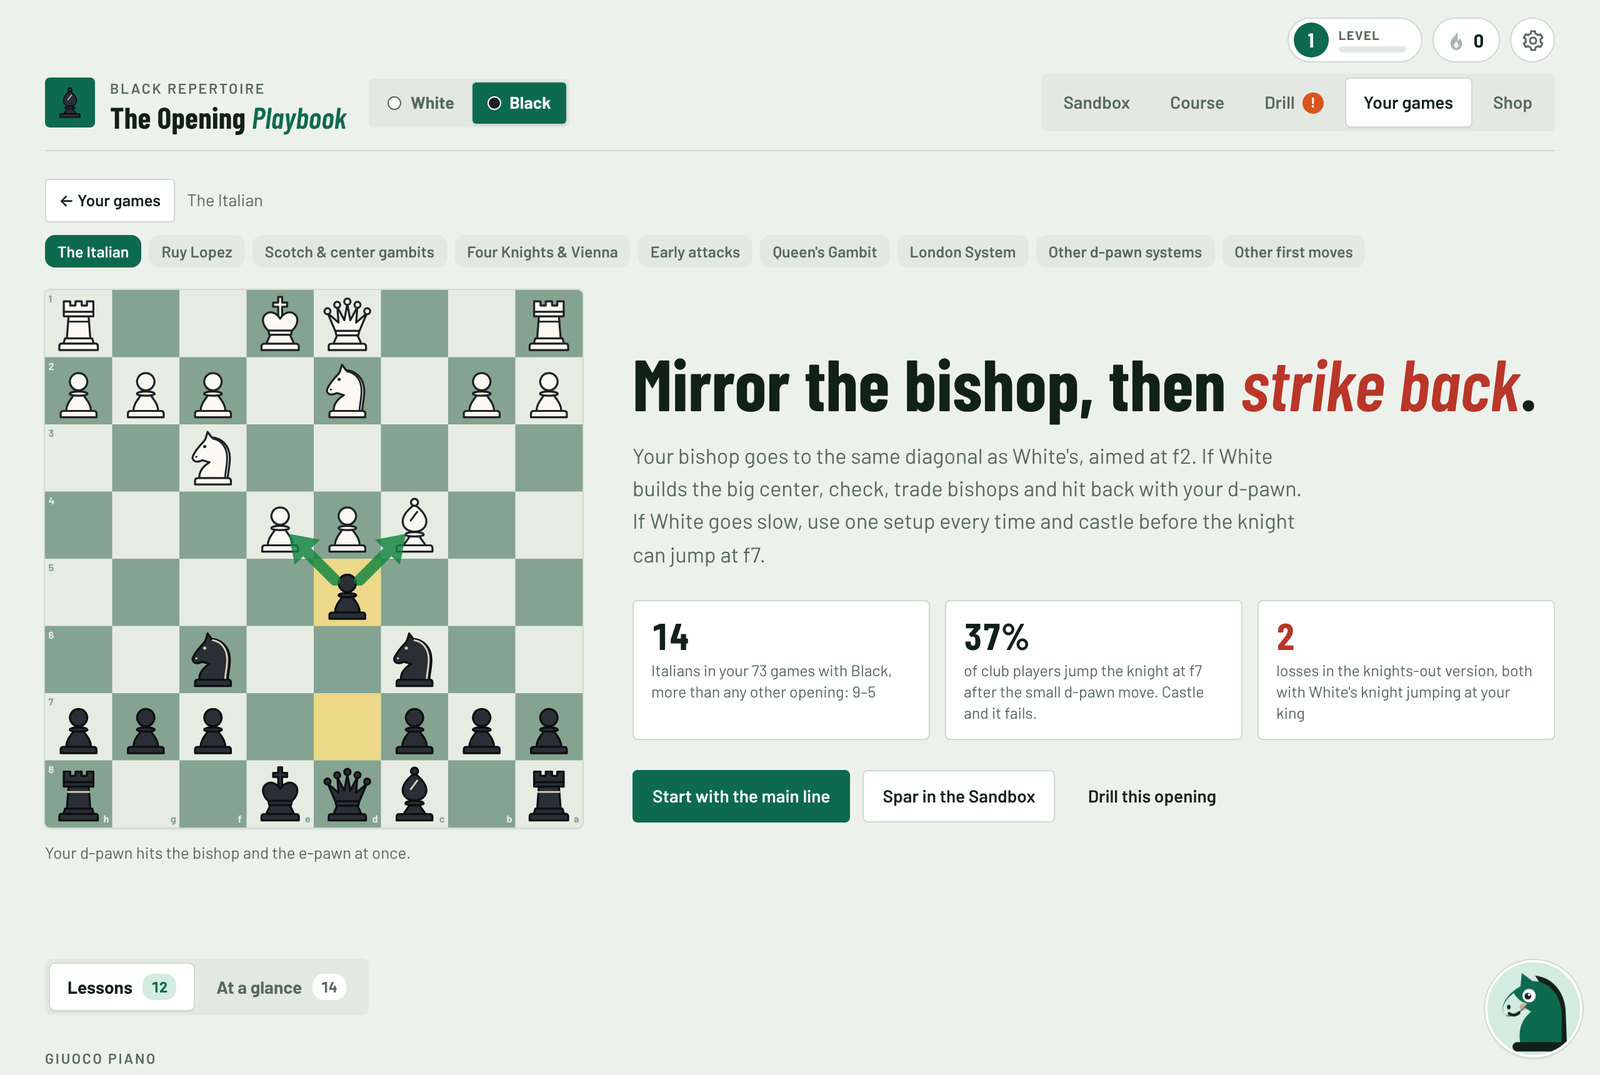 1
LEVEL
0
BLACK REPERTOIRE
The Opening Playbook
White
Black
Sandbox
Course
Drill !
Your games
Shop
← Your games
The Italian
The Italian
Ruy Lopez
Scotch & center gambits
Four Knights & Vienna
Early attacks
Queen's Gambit
London System
Other d-pawn systems
Other first moves
1
2
3
4
5
6
7
8
h
g
f
e
d
c
b
a
Your d-pawn hits the bishop and the e-pawn at once.
Mirror the bishop, then strike back.
Your bishop goes to the same diagonal as White's, aimed at f2. If White
builds the big center, check, trade bishops and hit back with your d-pawn.
If White goes slow, use one setup every time and castle before the knight
can jump at f7.
14
Italians in your 73 games with Black,
more than any other opening: 9–5
37%
of club players jump the knight at f7
after the small d-pawn move. Castle
and it fails.
2
losses in the knights-out version, both
with White's knight jumping at your
king
Start with the main line
Spar in the Sandbox
Drill this opening
Lessons 12
At a glance 14
GIUOCO PIANO